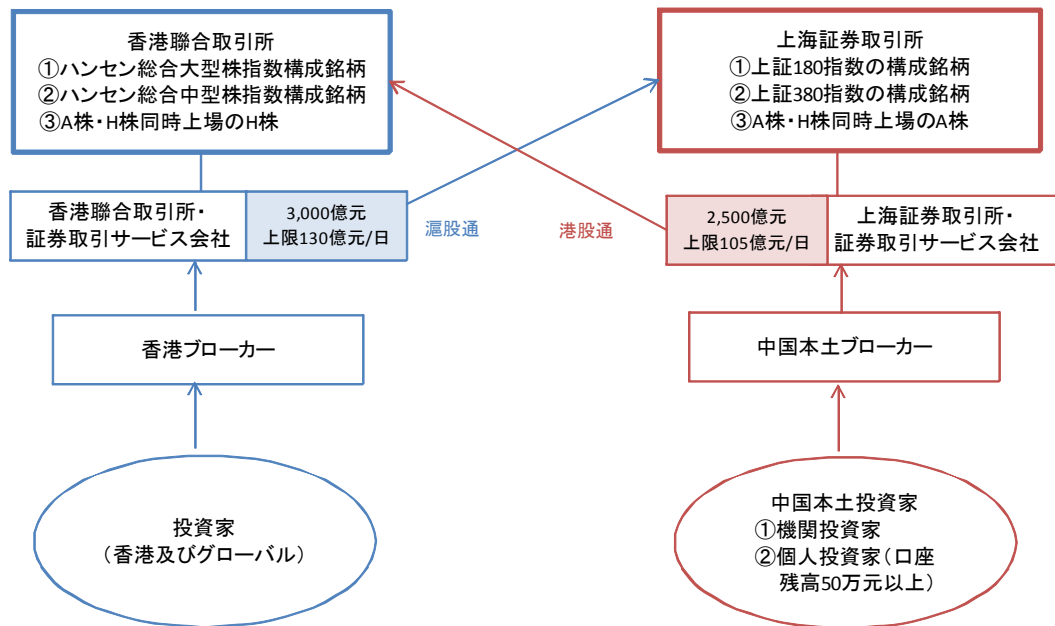 香港聯合取引所
①ハンセン総合大型株指数構成銘柄
②ハンセン総合中型株指数構成銘柄
③A株・H株同時上場のH株
上海証券取引所
①上証180指数の構成銘柄
②上証380指数の構成銘柄
③A株・H株同時上場のA株
香港聯合取引所・
証券取引サービス会社
3,000億元
上限130億元/日
滬股通
港股通
2,500億元
上限105億元/日
上海証券取引所・
証券取引サービス会社
香港ブローカー
中国本土ブローカー
投資家
（香港及びグローバル）
中国本土投資家
①機関投資家
②個人投資家（口座
残高50万元以上）